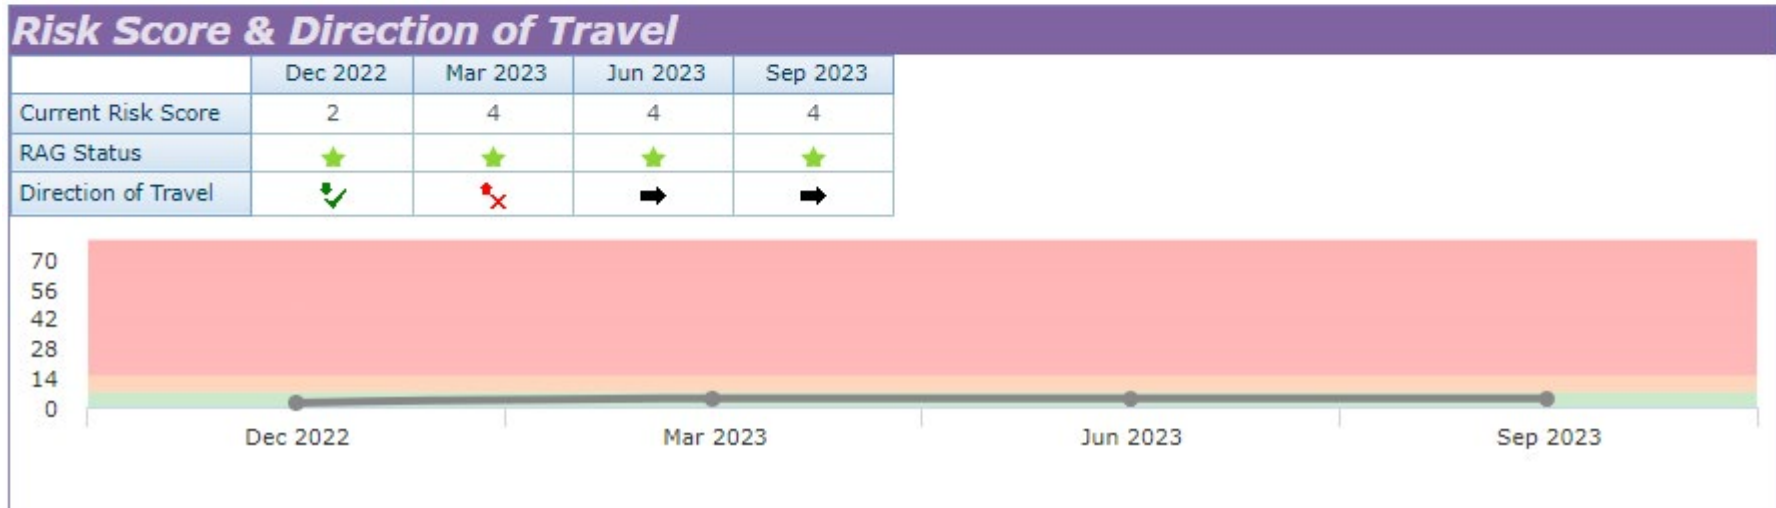 Risk Score & Direction of Travel
Dec 2022 Mar 2023 Jun 2023 Sep 2023
Current Risk Score 2 4 4 4
RAG Status
Direction of Travel
70
56
42
28
14
0
Dec 2022 Mar 2023 Jun 2023 Sep 2023